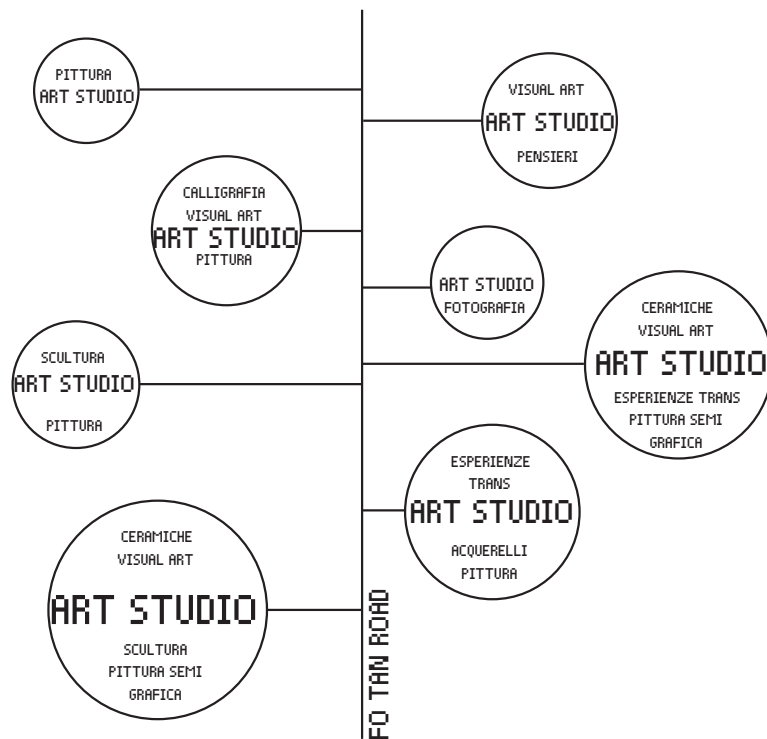 PITTURA
ART STUDIO
VISUAL ART
ART STUDIO
PENSIERI
CALLIGRAFIA
VISUAL ART
ART STUDIO
PITTURA
ART STUDIO
FOTOGRAFIA
CERAMICHE
VISUAL ART
ART STUDIO
ESPERIENZE TRANS
PITTURA SEMI
GRAFICA
SCULTURA
ART STUDIO
PITTURA
ESPERIENZE
TRANS
ART STUDIO
ACQUERELLI
PITTURA
CERAMICHE
VISUAL ART
ART STUDIO
SCULTURA
PITTURA SEMI
GRAFICA
FO TAN ROAD